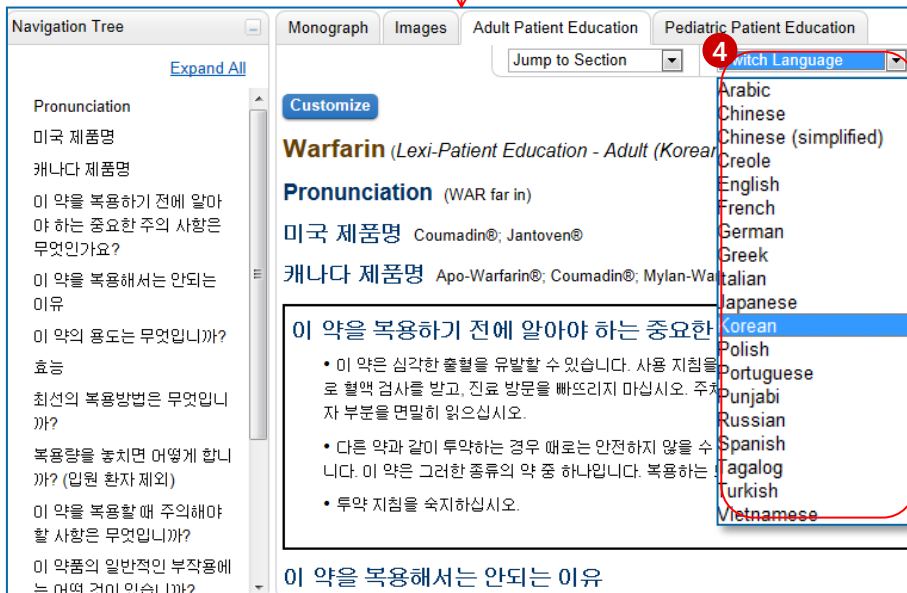 Navigation Tree
Expand All
Pronunciation
미국 제품명
캐나다 제품명
이 약을 복용하기 전에 알아
야 하는 중요한 주의 사항은
무엇인가요?
이 약을 복용해서는 안되는
이유
이 약의 용도는 무엇입니까?
효능
최선의 복용방법은 무엇입니
까?
복용량을 놓치면 어떻게 합니
까? (입원 환자 제외)
이 약을 복용할 때 주의해야
할 사항은 무엇입니까?
이 약품의 일반적인 부작용에
는 어떤 것이 있습니까?
Monograph Images Adult Patient Education Pediatric Patient Education
Jump to Section
4 Switch Language
Customize
Warfarin (Lexi-Patient Education - Adult (Korean
Pronunciation (WAR far in)
미국 제품명 Coumadin®; Jantoven®
캐나다 제품명 Apo-Warfarin®; Coumadin®; Mylan-Wa
이 약을 복용하기 전에 알아야 하는 중요한
• 이 약은 심각한 출혈을 유발할 수 있습니다. 사용 지침을
로 혈액 검사를 받고, 진료 방문을 빠뜨리지 마십시오. 주치
자 부분을 면밀히 읽으십시오.
• 다른 약과 같이 투약하는 경우 때로는 안전하지 않을 수
니다. 이 약은 그러한 종류의 약 중 하나입니다. 복용하는
• 투약 지침을 숙지하십시오.
이 약을 복용해서는 안되는 이유
Arabic
Chinese
Chinese (simplified)
Creole
English
French
German
Greek
Italian
Japanese
Korean
Polish
Portuguese
Punjabi
Russian
Spanish
Tagalog
Turkish
Vietnamese